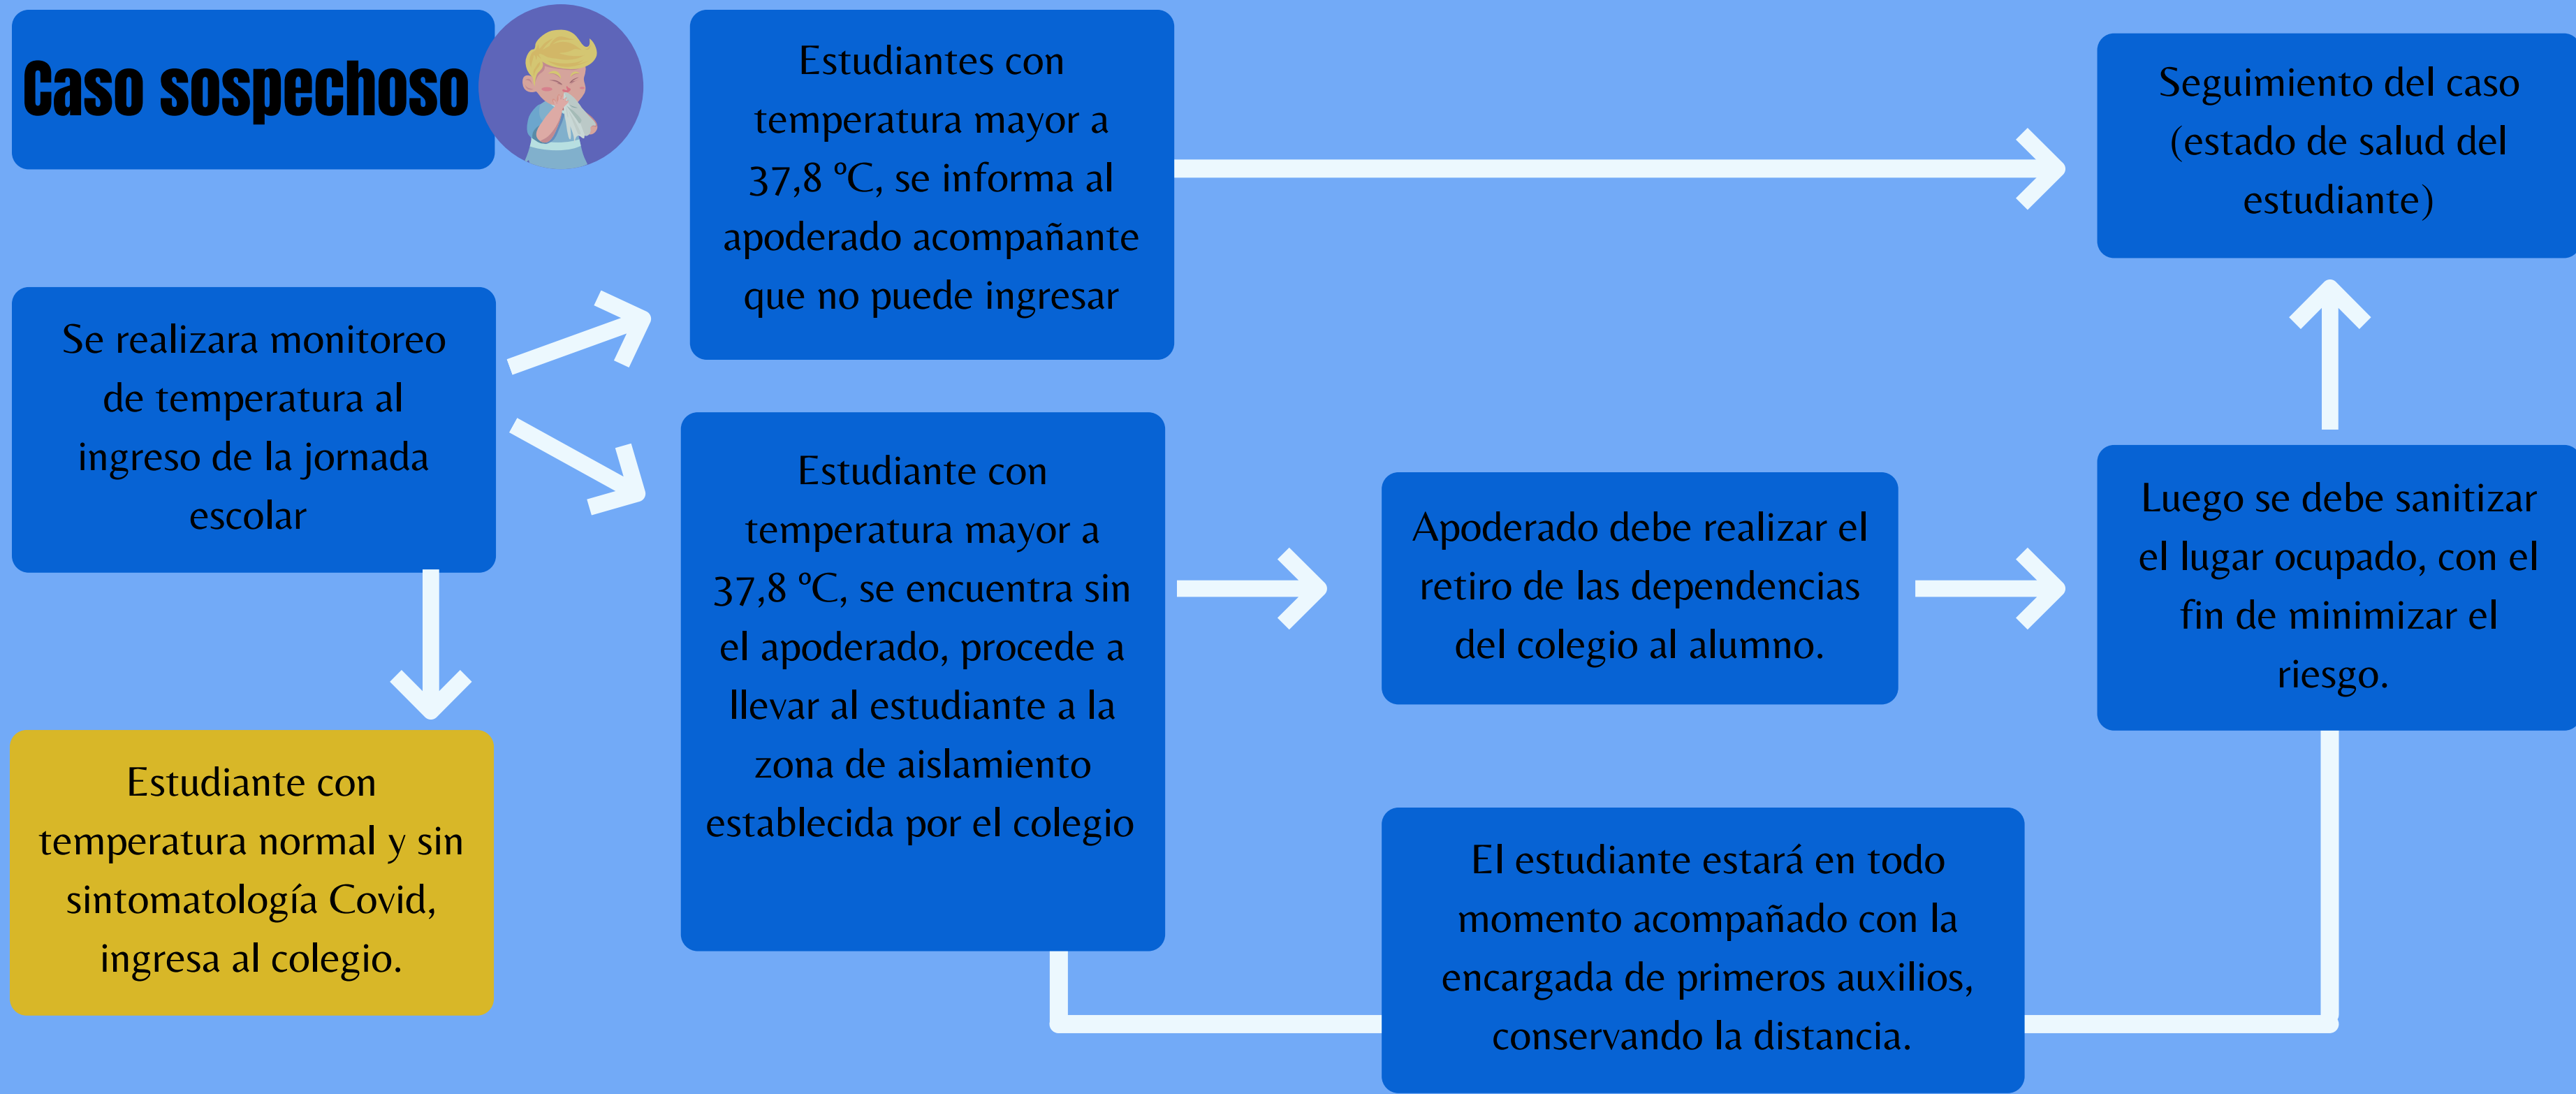 Caso sospechoso
Estudiantes con
temperatura mayor a
37,8 ºC, se informa al
apoderado acompañante
que no puede ingresar
Seguimiento del caso
(estado de salud del
estudiante)
Se realizara monitoreo
de temperatura al
ingreso de la jornada
escolar
Estudiante con
temperatura mayor a
37,8 ºC, se encuentra sin
el apoderado, procede a
llevar al estudiante a la
zona de aislamiento
establecida por el colegio
Apoderado debe realizar el
retiro de las dependencias
del colegio al alumno.
Luego se debe sanitizar
el lugar ocupado, con el
fin de minimizar el
riesgo.
Estudiante con
temperatura normal y sin
sintomatología Covid,
ingresa al colegio.
El estudiante estará en todo
momento acompañado con la
encargada de primeros auxilios,
conservando la distancia.